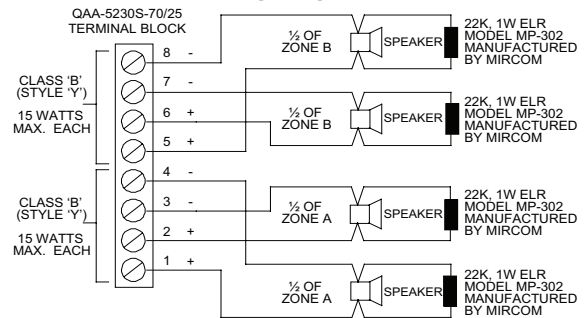 QAA-5230S-70/25
TERMINAL BLOCK
8 -
7 -
6 +
5 +
4 -
3 -
2 +
1 +
CLASS 'B'
(STYLE 'Y')
15 WATTS
MAX. EACH
CLASS 'B'
(STYLE 'Y')
15 WATTS
MAX. EACH
½ OF
ZONE B
SPEAKER
22K, 1W ELR
MODEL MP-302
MANUFACTURED
BY MIRCOM
½ OF
ZONE B
SPEAKER
22K, 1W ELR
MODEL MP-302
MANUFACTURED
BY MIRCOM
½ OF
ZONE A
SPEAKER
22K, 1W ELR
MODEL MP-302
MANUFACTURED
BY MIRCOM
½ OF
ZONE A
SPEAKER
22K, 1W ELR
MODEL MP-302
MANUFACTURED
BY MIRCOM